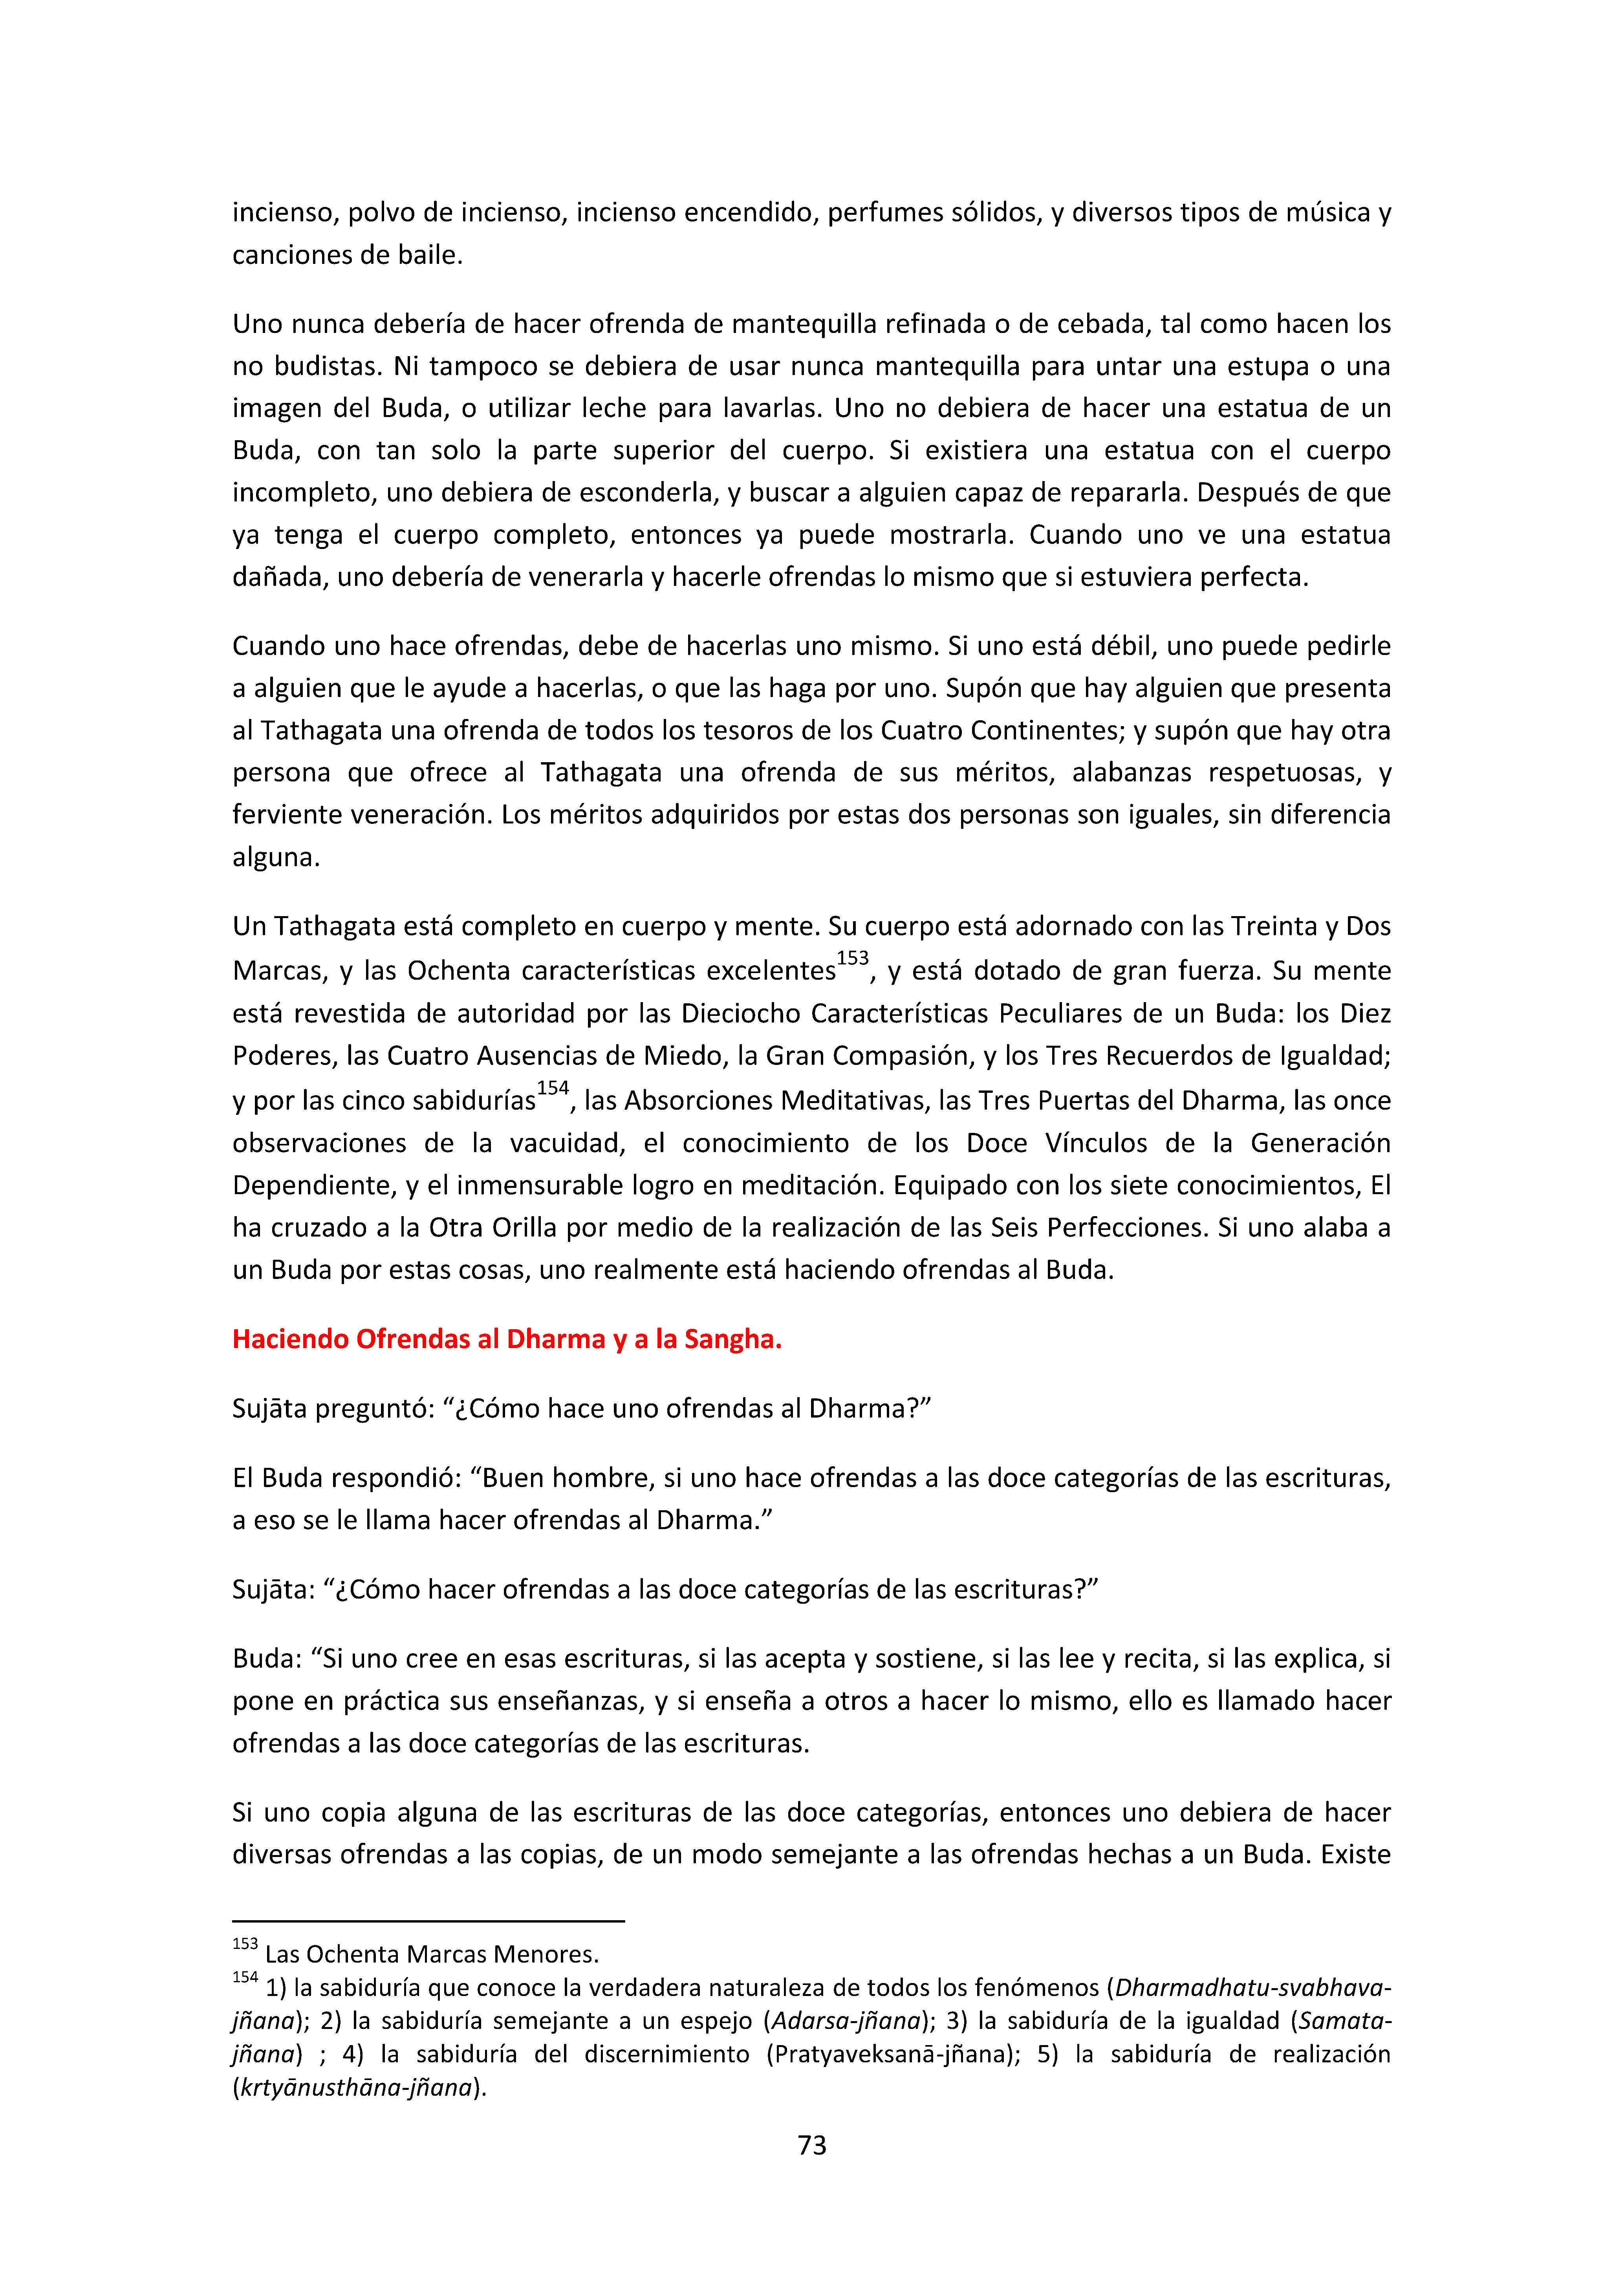 incienso, polvo de incienso, incienso encendido, perfumes sólidos, y diversos tipos de música y
canciones de baile.
Uno nunca debería de hacer ofrenda de mantequilla refinada o de cebada, tal como hacen los
no budistas. Ni tampoco se debiera de usar nunca mantequilla para untar una estupa o una
imagen del Buda, o utilizar leche para lavarlas. Uno no debiera de hacer una estatua de un
Buda, con tan solo la parte superior del cuerpo. Si existiera una estatua con el cuerpo
incompleto, uno debiera de esconderla, y buscar a alguien capaz de repararla. Después de que
ya tenga el cuerpo completo, entonces ya puede mostrarla. Cuando uno ve una estatua
dañada, uno debería de venerarla y hacerle ofrendas lo mismo que si estuviera perfecta.
Cuando uno hace ofrendas, debe de hacerlas uno mismo. Si uno está débil, uno puede pedirle
a alguien que le ayude a hacerlas, o que las haga por uno. Supón que hay alguien que presenta
al Tathagata una ofrenda de todos los tesoros de los Cuatro Continentes; y supón que hay otra
persona que ofrece al Tathagata una ofrenda de sus méritos, alabanzas respetuosas, y
ferviente veneración. Los méritos adquiridos por estas dos personas son iguales, sin diferencia
alguna.
Un Tathagata está completo en cuerpo y mente. Su cuerpo está adornado con las Treinta y Dos
Marcas, y las Ochenta características excelentes153, y está dotado de gran fuerza. Su mente
está revestida de autoridad por las Dieciocho Características Peculiares de un Buda: los Diez
Poderes, las Cuatro Ausencias de Miedo, la Gran Compasión, y los Tres Recuerdos de Igualdad;
y por las cinco sabidurías154, las Absorciones Meditativas, las Tres Puertas del Dharma, las once
observaciones de la vacuidad, el conocimiento de los Doce Vínculos de la Generación
Dependiente, y el inmensurable logro en meditación. Equipado con los siete conocimientos, El
ha cruzado a la Otra Orilla por medio de la realización de las Seis Perfecciones. Si uno alaba a
un Buda por estas cosas, uno realmente está haciendo ofrendas al Buda.
Haciendo Ofrendas al Dharma y a la Sangha.
Sujāta preguntó: “¿Cómo hace uno ofrendas al Dharma?”
El Buda respondió: “Buen hombre, si uno hace ofrendas a las doce categorías de las escrituras,
a eso se le llama hacer ofrendas al Dharma.”
Sujāta: “¿Cómo hacer ofrendas a las doce categorías de las escrituras?”
Buda: “Si uno cree en esas escrituras, si las acepta y sostiene, si las lee y recita, si las explica, si
pone en práctica sus enseñanzas, y si enseña a otros a hacer lo mismo, ello es llamado hacer
ofrendas a las doce categorías de las escrituras.
Si uno copia alguna de las escrituras de las doce categorías, entonces uno debiera de hacer
diversas ofrendas a las copias, de un modo semejante a las ofrendas hechas a un Buda. Existe
153 Las Ochenta Marcas Menores.
154 1) la sabiduría que conoce la verdadera naturaleza de todos los fenómenos (Dharmadhatu-svabhava-
jñana); 2) la sabiduría semejante a un espejo (Adarsa-jñana); 3) la sabiduría de la igualdad (Samata-
jñana) ; 4) la sabiduría del discernimiento (Pratyaveksanā-jñana); 5) la sabiduría de realización
(krtyānusthāna-jñana).
73